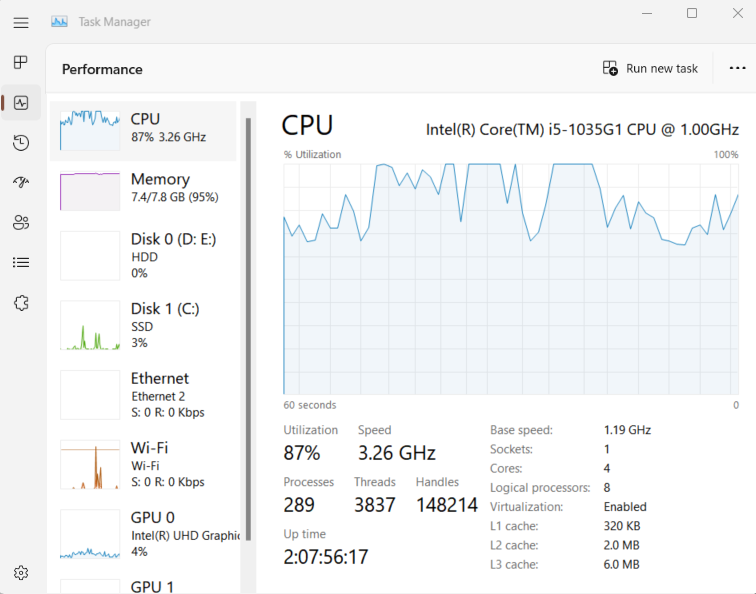 Task Manager
Performance
Run new task
CPU
87% 3.26 GHz
Memory
7.4/7.8 GB (95%)
Disk 0 (D: E:)
HDD
0%
Disk 1 (C:)
SSD
3%
Ethernet
Ethernet 2
S: 0 R: 0 Kbps
Wi-Fi
Wi-Fi
S: 0 R: 0 Kbps
GPU 0
Intel(R) UHD Graphic
4%
GPU 1
CPU
Intel(R) Core(TM) i5-1035G1 CPU @ 1.00GHz
% Utilization 100%
60 seconds 0
Utilization Speed
87% 3.26 GHz
Processes Threads Handles
289 3837 148214
Up time
2:07:56:17
Base speed: 1.19 GHz
Sockets: 1
Cores: 4
Logical processors: 8
Virtualization: Enabled
L1 cache: 320 KB
L2 cache: 2.0 MB
L3 cache: 6.0 MB